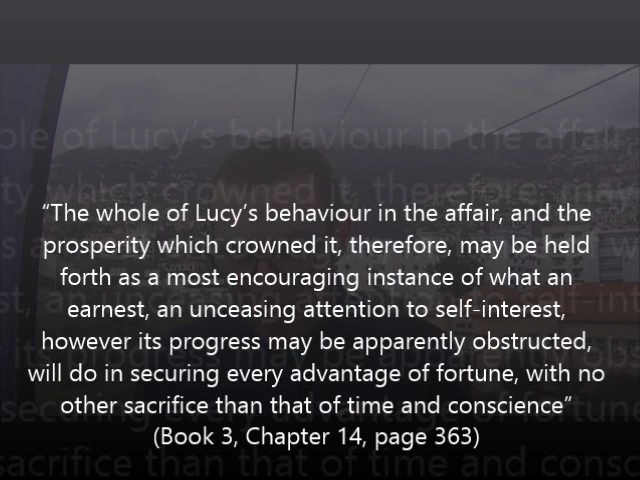 “The whole of Lucy’s behaviour in the affair, and the
prosperity which crowned it, therefore, may be held
forth as a most encouraging instance of what an
earnest, an unceasing attention to self-interest,
however its progress may be apparently obstructed,
will do in securing every advantage of fortune, with no
other sacrifice than that of time and conscience”
(Book 3, Chapter 14, page 363)